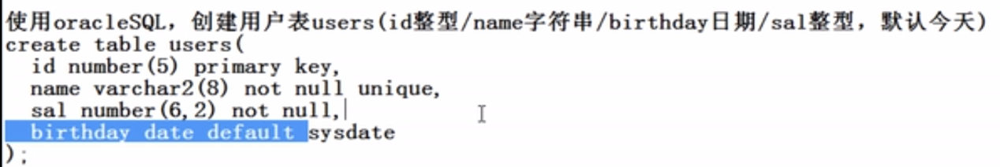 使用oracleSQL，创建用户表users(id整型/name字符串/birthday日期/sal整型，默认今天)
create table users(
  id number(5) primary key,
  name varchar2(8) not null unique,
  sal number(6,2) not null,
  birthday date default sysdate
);